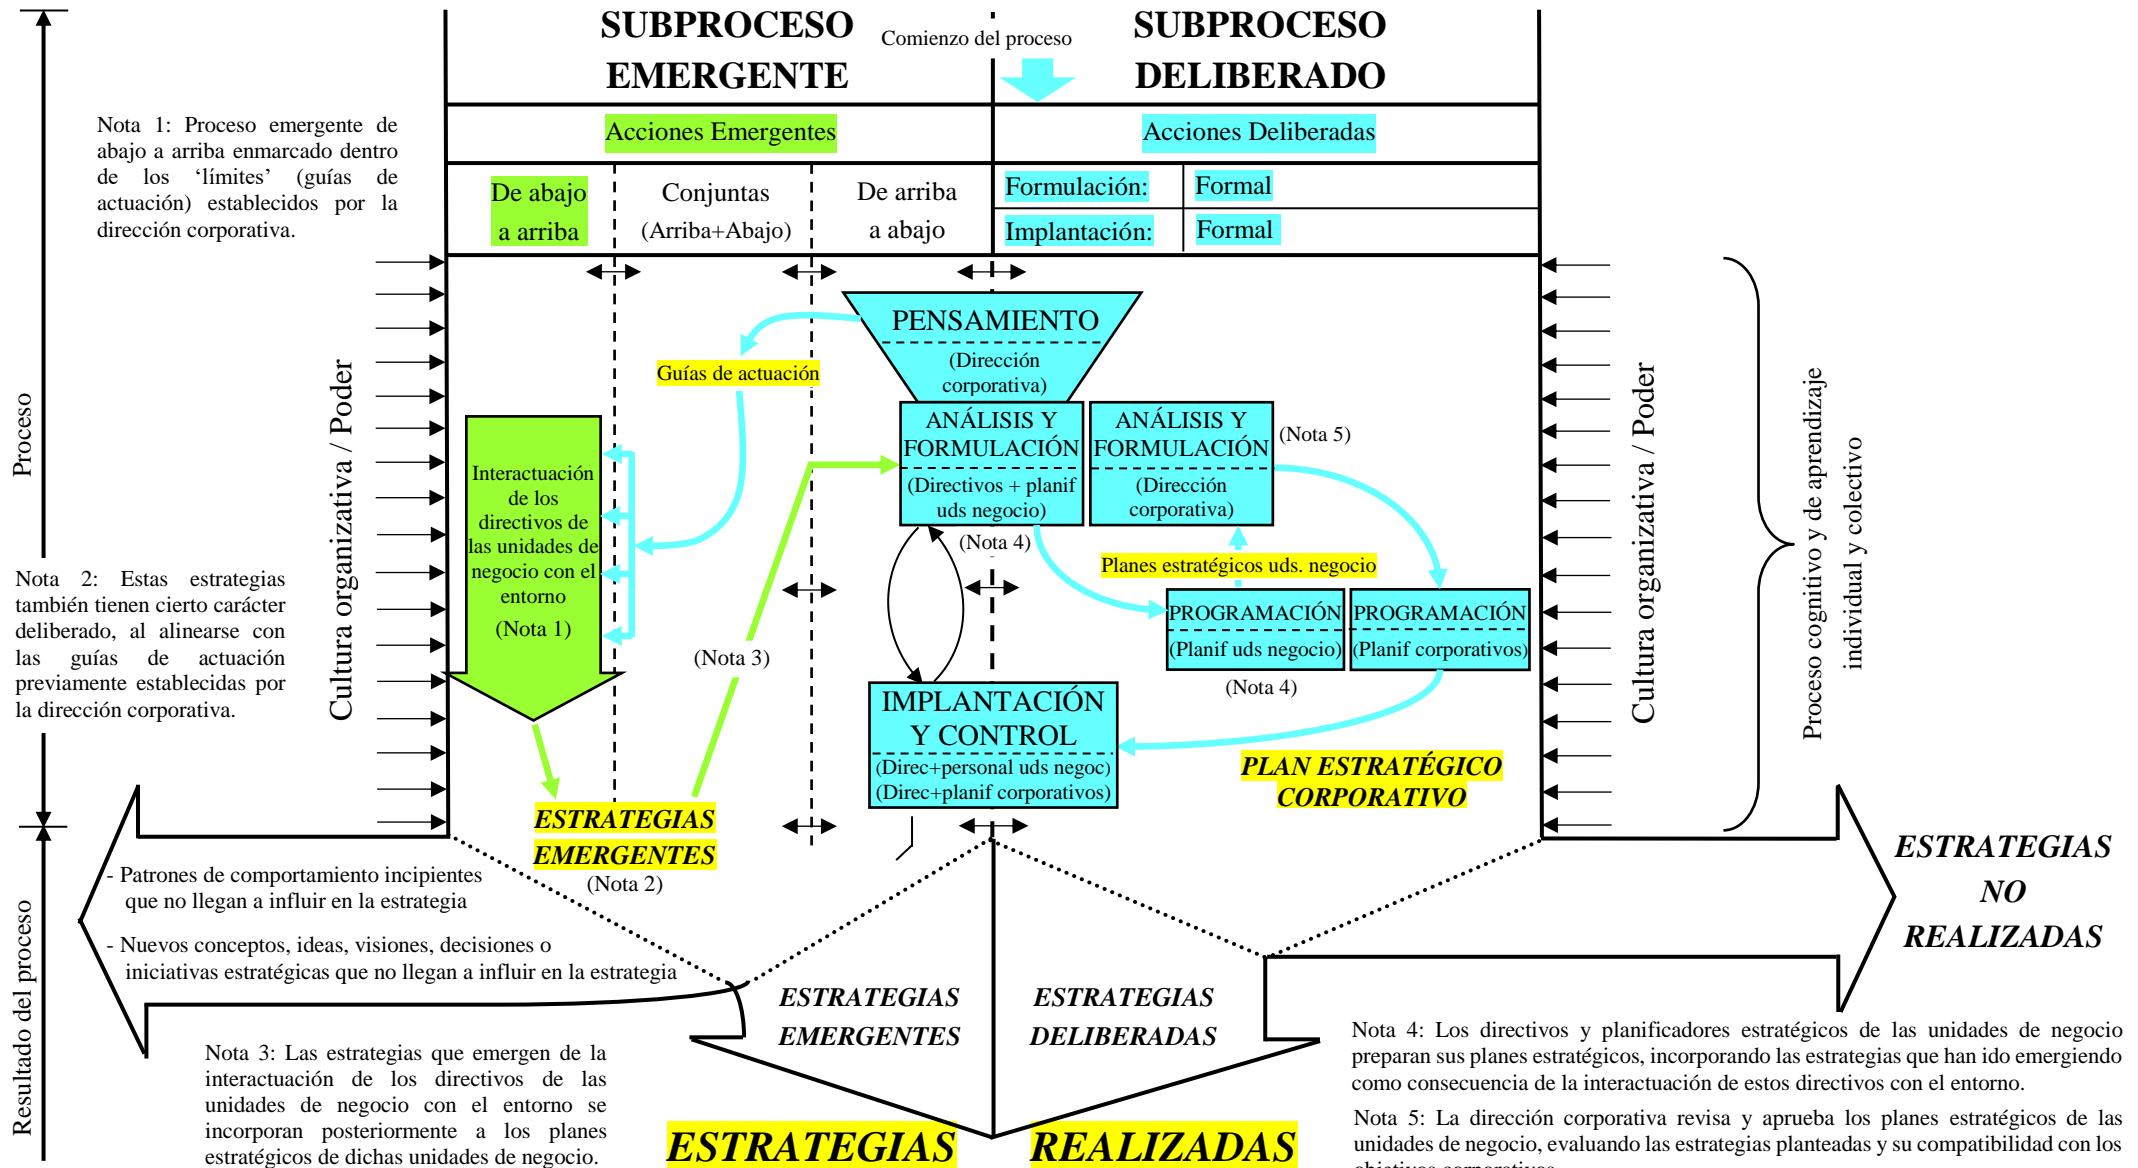 SUBPROCESO
EMERGENTE
Comienzo del proceso
SUBPROCESO
DELIBERADO
Acciones Emergentes
Acciones Deliberadas
De abajo
a arriba
Conjuntas
(Arriba+Abajo)
De arriba
a abajo
Formulación:
Formal
Implantación:
Formal
Proceso
Resultado del proceso
Nota 1: Proceso emergente de
abajo a arriba enmarcado dentro
de los ‘límites’ (guías de
actuación) establecidos por la
dirección corporativa.
Nota 2: Estas estrategias
también tienen cierto carácter
deliberado, al alinearse con
las guías de actuación
previamente establecidas por
la dirección corporativa.
Cultura organizativa / Poder
PENSAMIENTO
(Dirección
corporativa)
Guías de actuación
Interactuación
de los
directivos de
las unidades de
negocio con el
entorno
(Nota 1)
ANÁLISIS Y
FORMULACIÓN
(Directivos + planif
uds negocio)
(Nota 4)
ANÁLISIS Y
FORMULACIÓN
(Dirección
corporativa)
(Nota 5)
Planes estratégicos uds. negocio
PROGRAMACIÓN
(Planif uds negocio)
(Nota 4)
PROGRAMACIÓN
(Planif corporativos)
(Nota 3)
IMPLANTACIÓN
Y CONTROL
(Direc+personal uds negoc)
(Direc+planif corporativos)
PLAN ESTRATÉGICO
CORPORATIVO
ESTRATEGIAS
EMERGENTES
(Nota 2)
Cultura organizativa / Poder
Proceso cognitivo y de aprendizaje
individual y colectivo
- Patrones de comportamiento incipientes
que no llegan a influir en la estrategia
- Nuevos conceptos, ideas, visiones, decisiones o
iniciativas estratégicas que no llegan a influir en la estrategia
ESTRATEGIAS
NO
REALIZADAS
ESTRATEGIAS
EMERGENTES
ESTRATEGIAS
DELIBERADAS
Nota 3: Las estrategias que emergen de la
interactuación de los directivos de las
unidades de negocio con el entorno se
incorporan posteriormente a los planes
estratégicos de dichas unidades de negocio.
ESTRATEGIAS REALIZADAS
Nota 4: Los directivos y planificadores estratégicos de las unidades de negocio
preparan sus planes estratégicos, incorporando las estrategias que han ido emergiendo
como consecuencia de la interactuación de estos directivos con el entorno.
Nota 5: La dirección corporativa revisa y aprueba los planes estratégicos de las
unidades de negocio, evaluando las estrategias planteadas y su compatibilidad con los